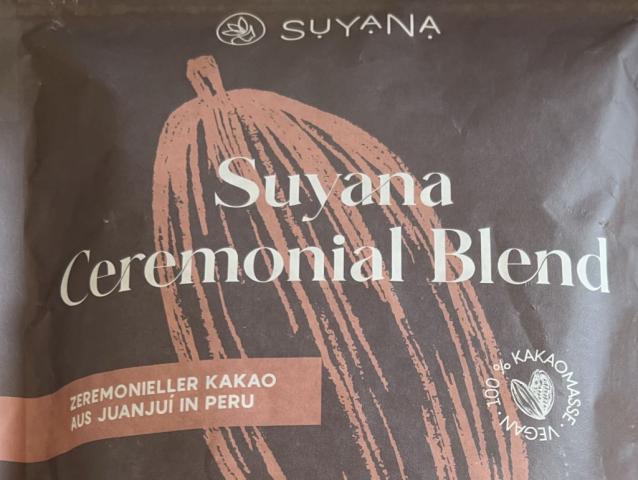 SUYANA
Suyana
Ceremonial Blend
ZEREMONIELLER KAKAO
AUS JUANJUÍ IN PERU
100 % KAKAOMASSE · VEGAN ·